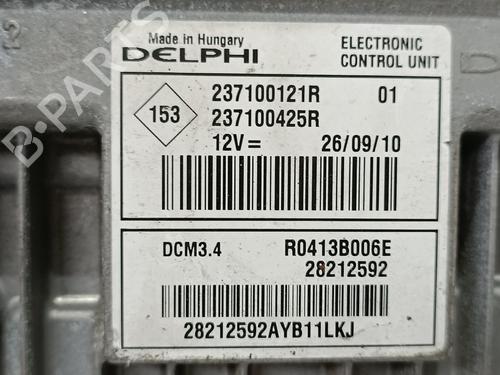 2
Made in Hungary
DELPHI
ELECTRONIC
CONTROL UNIT
D
153
237100121R 01
237100425R
12V= 26/09/10
DCM3.4 R0413B006E
28212592
28212592AYB11LKJ
B-PARTS